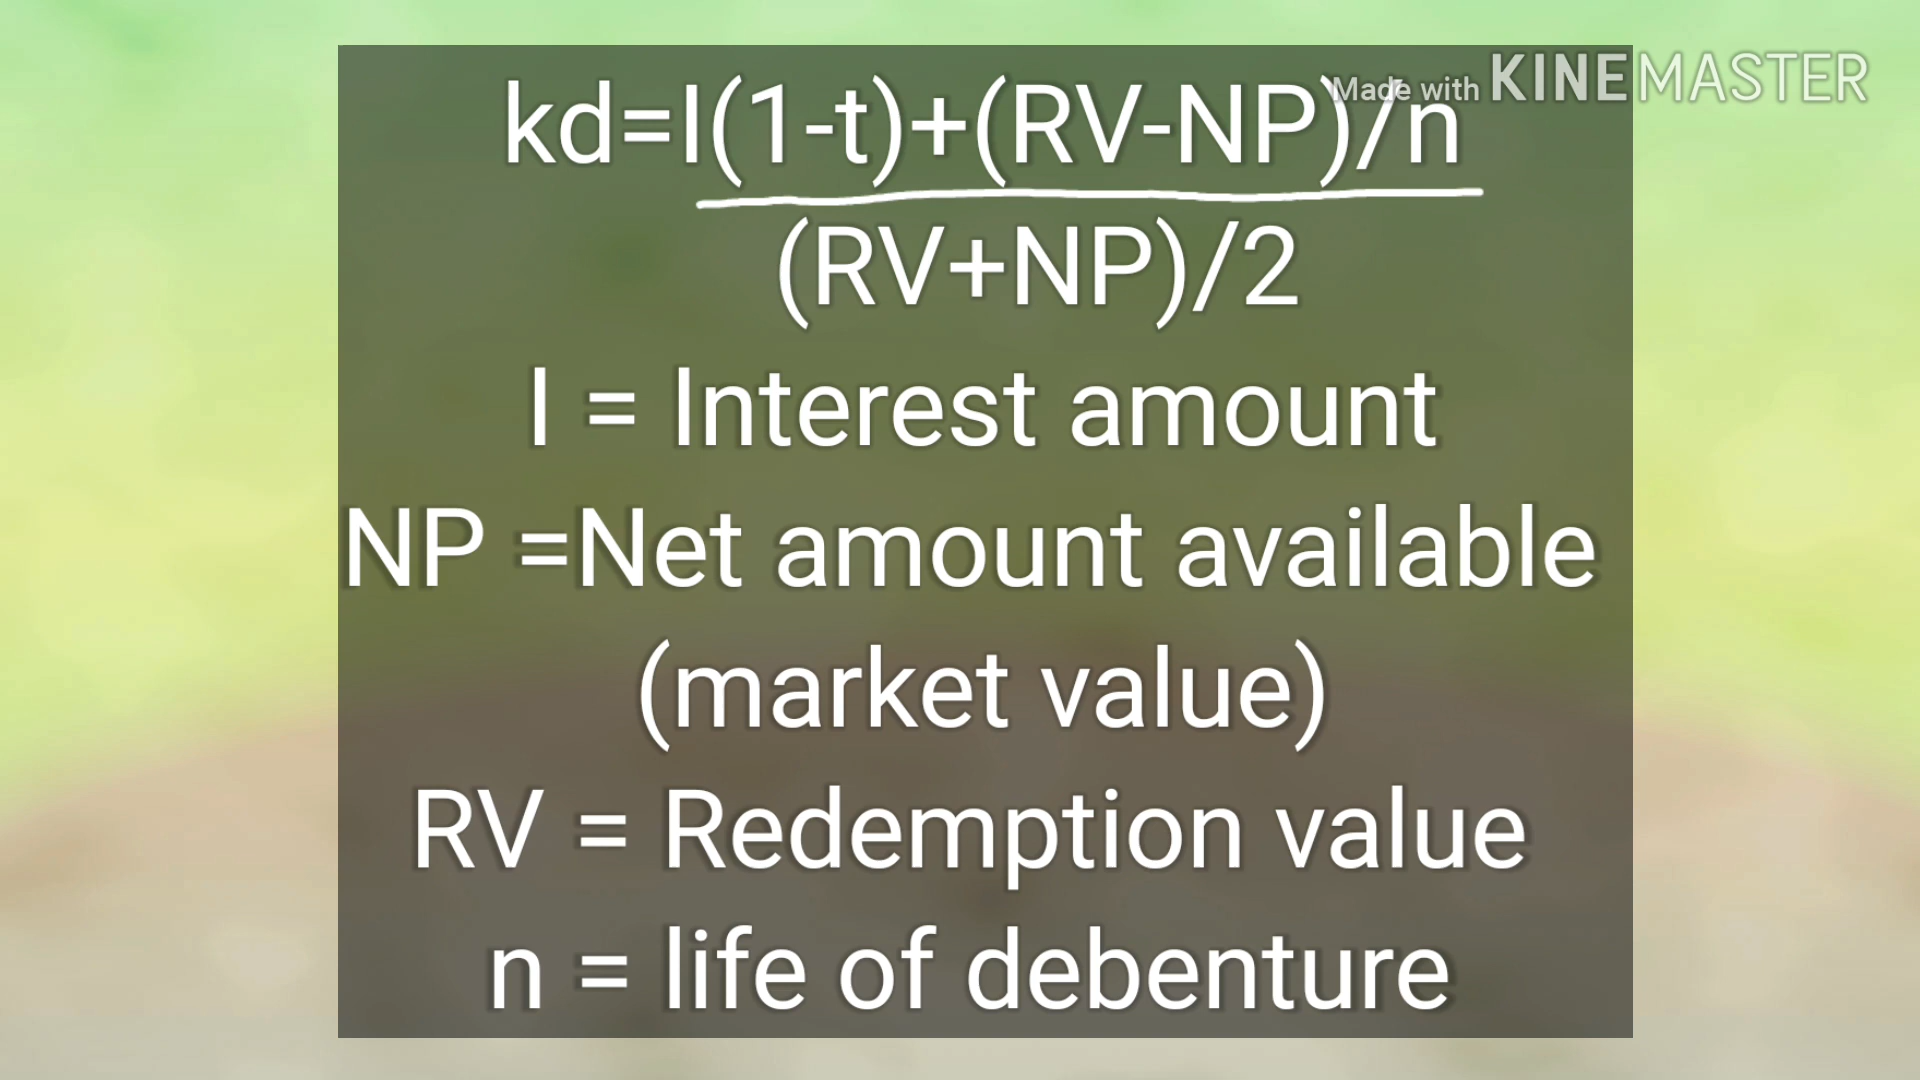 Made with KINEMASTER
kd=I(1-t)+(RV-NP)/n
(RV+NP)/2
I = Interest amount
NP =Net amount available
(market value)
RV = Redemption value
n = life of debenture